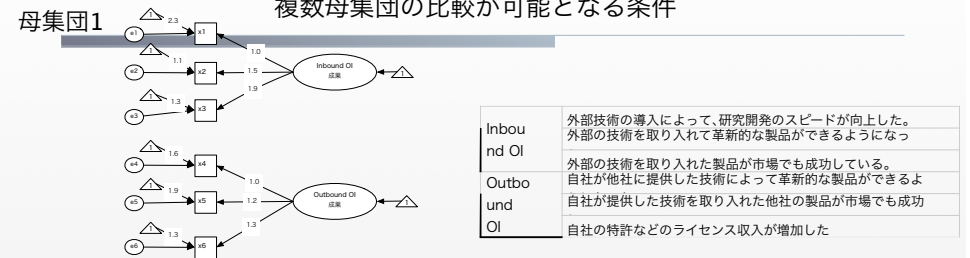 複数母集団の比較が可能となる条件
母集団1
1
2.3
e1
x1
1
1.1
e2
x2
1
1.3
e3
x3
1.0
1.5
1.9
Inbound OI
成果
1
1
1.6
e4
x4
1
1.9
e5
x5
1
1.3
e6
x6
1.0
1.2
1.3
Outbound OI
成果
1
Inbou
nd OI
外部技術の導入によって、研究開発のスピードが向上した。
外部の技術を取り入れて革新的な製品ができるようになっ
外部の技術を取り入れた製品が市場でも成功している。
Outbo
und
OI
自社が他社に提供した技術によって革新的な製品ができるよ
自社が提供した技術を取り入れた他社の製品が市場でも成功
自社の特許などのライセンス収入が増加した